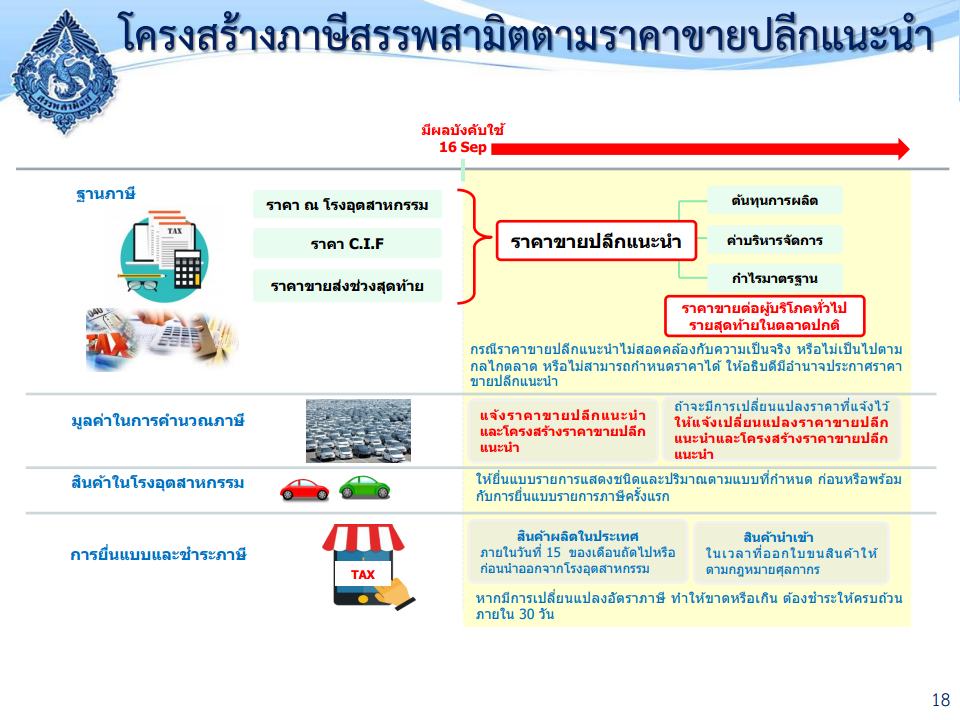 โครงสร้างภาษีสรรพสามิตตามราคาขายปลีกแนะนำ
สรรพสามิต
มีผลบังคับใช้
16 Sep
ฐานภาษี
TAX
TAX
ราคา ณ โรงอุตสาหกรรม
ราคา C.I.F
ราคาขายส่งช่วงสุดท้าย
ราคาขายปลีกแนะนำ
ต้นทุนการผลิต
ค่าบริหารจัดการ
กำไรมาตรฐาน
ราคาขายต่อผู้บริโภคทั่วไป
รายสุดท้ายในตลาดปกติ
กรณีราคาขายปลีกแนะนำไม่สอดคล้องกับความเป็นจริง หรือไม่เป็นไปตาม
กลไกตลาด หรือไม่สามารถกำหนดราคาได้ ให้อธิบดีมีอำนาจประกาศราคา
ขายปลีกแนะนำ
มูลค่าในการคำนวณภาษี
แจ้งราคาขายปลีกแนะนำ
และโครงสร้างราคาขายปลีก
แนะนำ
ถ้าจะมีการเปลี่ยนแปลงราคาที่แจ้งไว้
ให้แจ้งเปลี่ยนแปลงราคาขายปลีก
แนะนำและโครงสร้างราคาขายปลีก
แนะนำ
สินค้าในโรงอุตสาหกรรม
ให้ยื่นแบบรายการแสดงชนิดและปริมาณตามแบบที่กำหนด ก่อนหรือพร้อม
กับการยื่นแบบรายการภาษีครั้งแรก
การยื่นแบบและชำระภาษี
TAX
สินค้าผลิตในประเทศ
ภายในวันที่ 15 ของเดือนถัดไปหรือ
ก่อนนำออกจากโรงอุตสาหกรรม
สินค้านำเข้า
ในเวลาที่ออกใบขนสินค้าให้
ตามกฎหมายศุลกากร
หากมีการเปลี่ยนแปลงอัตราภาษี ทำให้ขาดหรือเกิน ต้องชำระให้ครบถ้วน
ภายใน 30 วัน
18